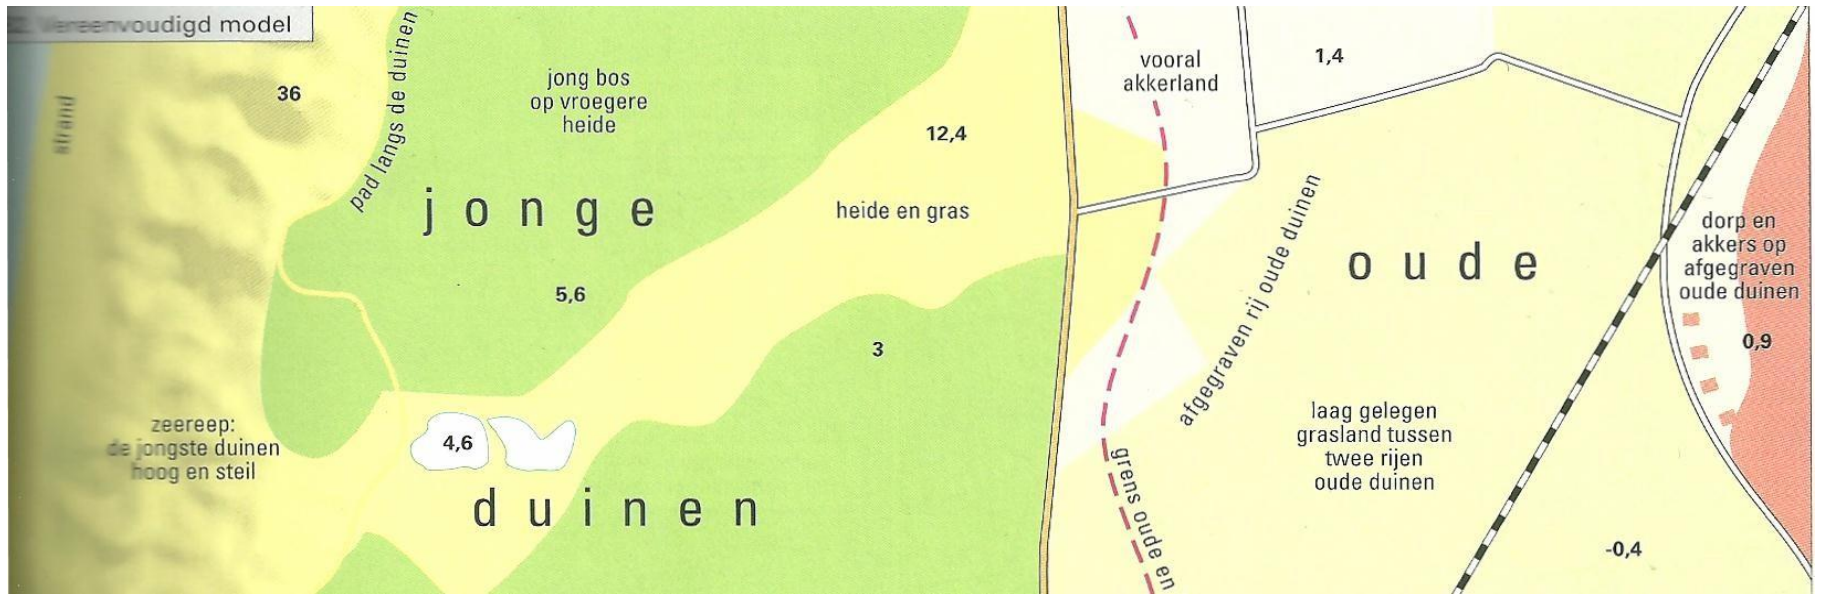 Vereenvoudigd model
strand
36
pad langs de duinen
jong bos
op vroegere
heide
jonge
5,6
12,4
heide en gras
3
zeereep:
de jongste duinen
hoog en steil
4,6
duinen
vooral
akkerland
1,4
afgegraven rij oude duinen
oude
grens oude en
laag gelegen
grasland tussen
twee rijen
oude duinen
-0,4
dorp en
akkers op
afgegraven
oude duinen
0,9